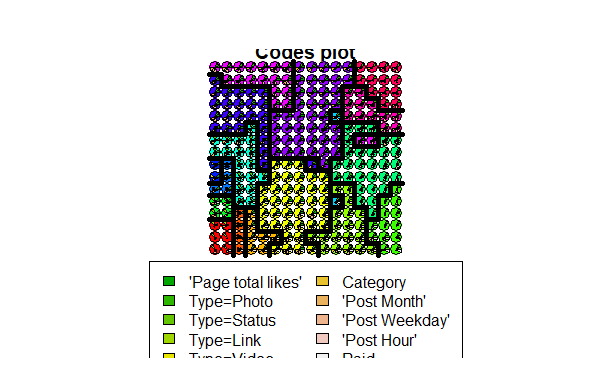 Codes plot
'Page total likes'
Type=Photo
Type=Status
Type=Link
Type=Video
Category
'Post Month'
'Post Weekday'
'Post Hour'
Paid